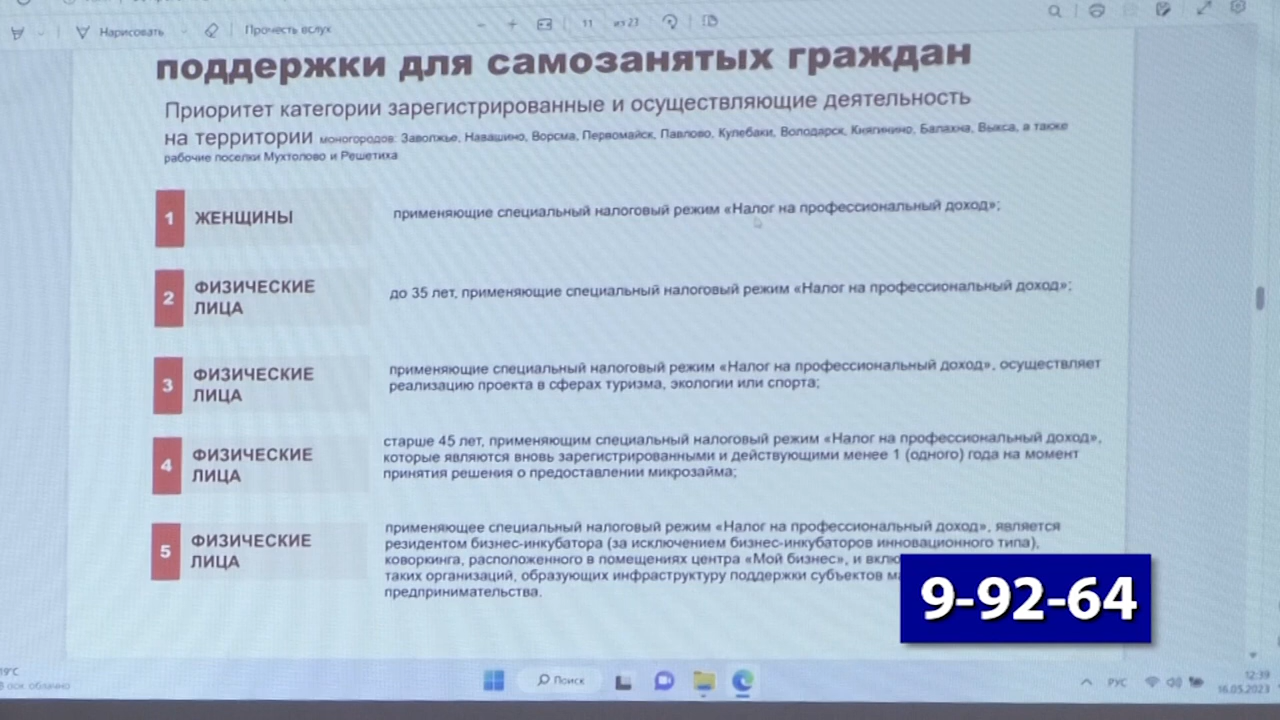 Нарисовать
Прочесть вслух
11 из 23
поддержки для самозанятых граждан
Приоритет категории зарегистрированные и осуществляющие деятельность
на территории моногородов: Заволжье, Навашино, Ворсма, Первомайск, Павлово, Кулебаки, Володарск, Княгинино, Балахна, Выкса, а также
рабочие поселки Мухтолово и Решетиха
1 ЖЕНЩИНЫ
применяющие специальный налоговый режим «Налог на профессиональный доход»;
2 ФИЗИЧЕСКИЕ
ЛИЦА
до 35 лет, применяющие специальный налоговый режим «Налог на профессиональный доход»;
3 ФИЗИЧЕСКИЕ
ЛИЦА
применяющие специальный налоговый режим «Налог на профессиональный доход», осуществляет
реализацию проекта в сферах туризма, экологии или спорта;
4 ФИЗИЧЕСКИЕ
ЛИЦА
старше 45 лет, применяющим специальный налоговый режим «Налог на профессиональный доход»,
которые являются вновь зарегистрированными и действующими менее 1 (одного) года на момент
принятия решения о предоставлении микрозайма;
5 ФИЗИЧЕСКИЕ
ЛИЦА
применяющее специальный налоговый режим «Налог на профессиональный доход», является
резидентом бизнес-инкубатора (за исключением бизнес-инкубаторов инновационного типа),
коворкинга, расположенного в помещениях центра «Мой бизнес», и
таких организаций, образующих инфраструктуру поддержки субъектов
предпринимательства.
9-92-64
Поиск
РУС
12:39
16.05.2023